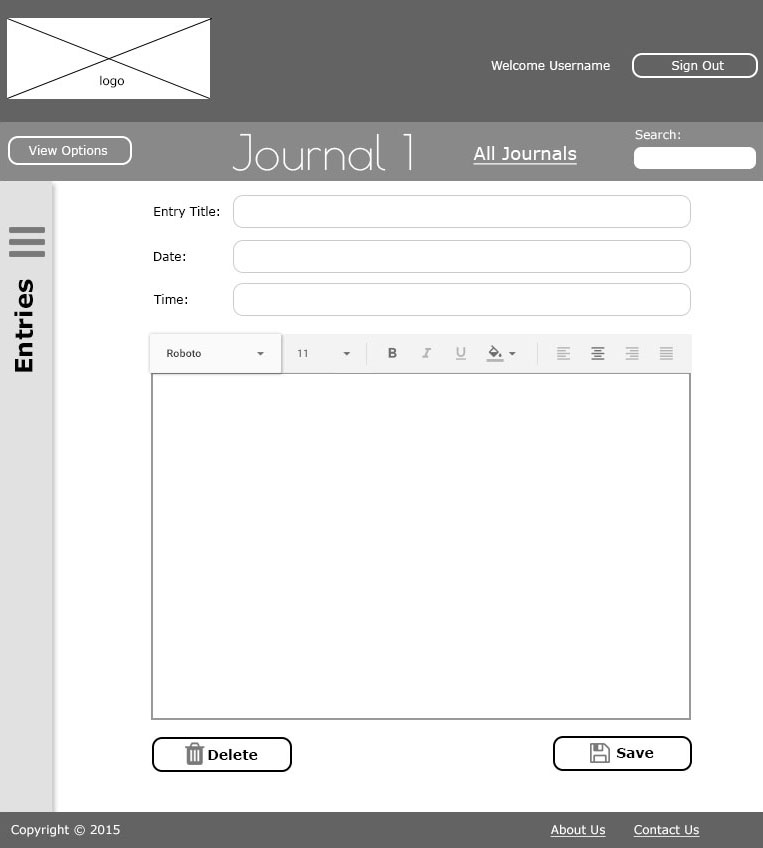 logo
Welcome Username
Sign Out
View Options
Journal 1
All Journals
Search:
Entries
Entry Title:
Date:
Time:
Roboto
11
B I U
Delete
Save
Copyright © 2015
About Us
Contact Us